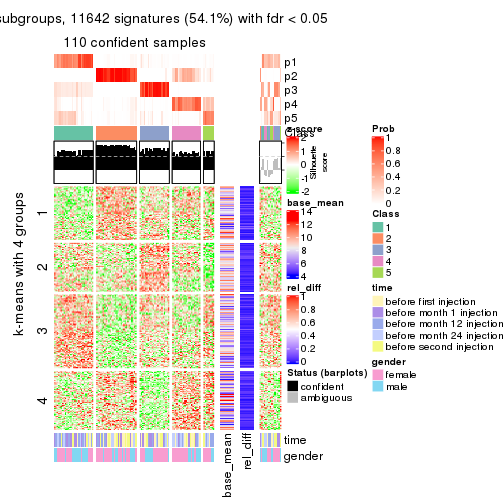 subgroups, 11642 signatures (54.1%) with fdr < 0.05
110 confident samples
p1
p2
p3
p4
p5
Class
z-score
2
1
0
-1
-2
Silhouette
score
Prob
1
0.8
0.6
0.4
0.2
0
k-means with 4 groups
1
2
3
4
base_mean
14
12
10
8
6
rel_diff
1
0.8
0.6
0.4
0.2
0
Status (barplots)
confident
ambiguous
Class
1
2
3
4
5
time
before first injection
before month 1 injection
before month 12 injection
before month 24 injection
before second injection
gender
female
male
time
gender
base_mean
rel_diff